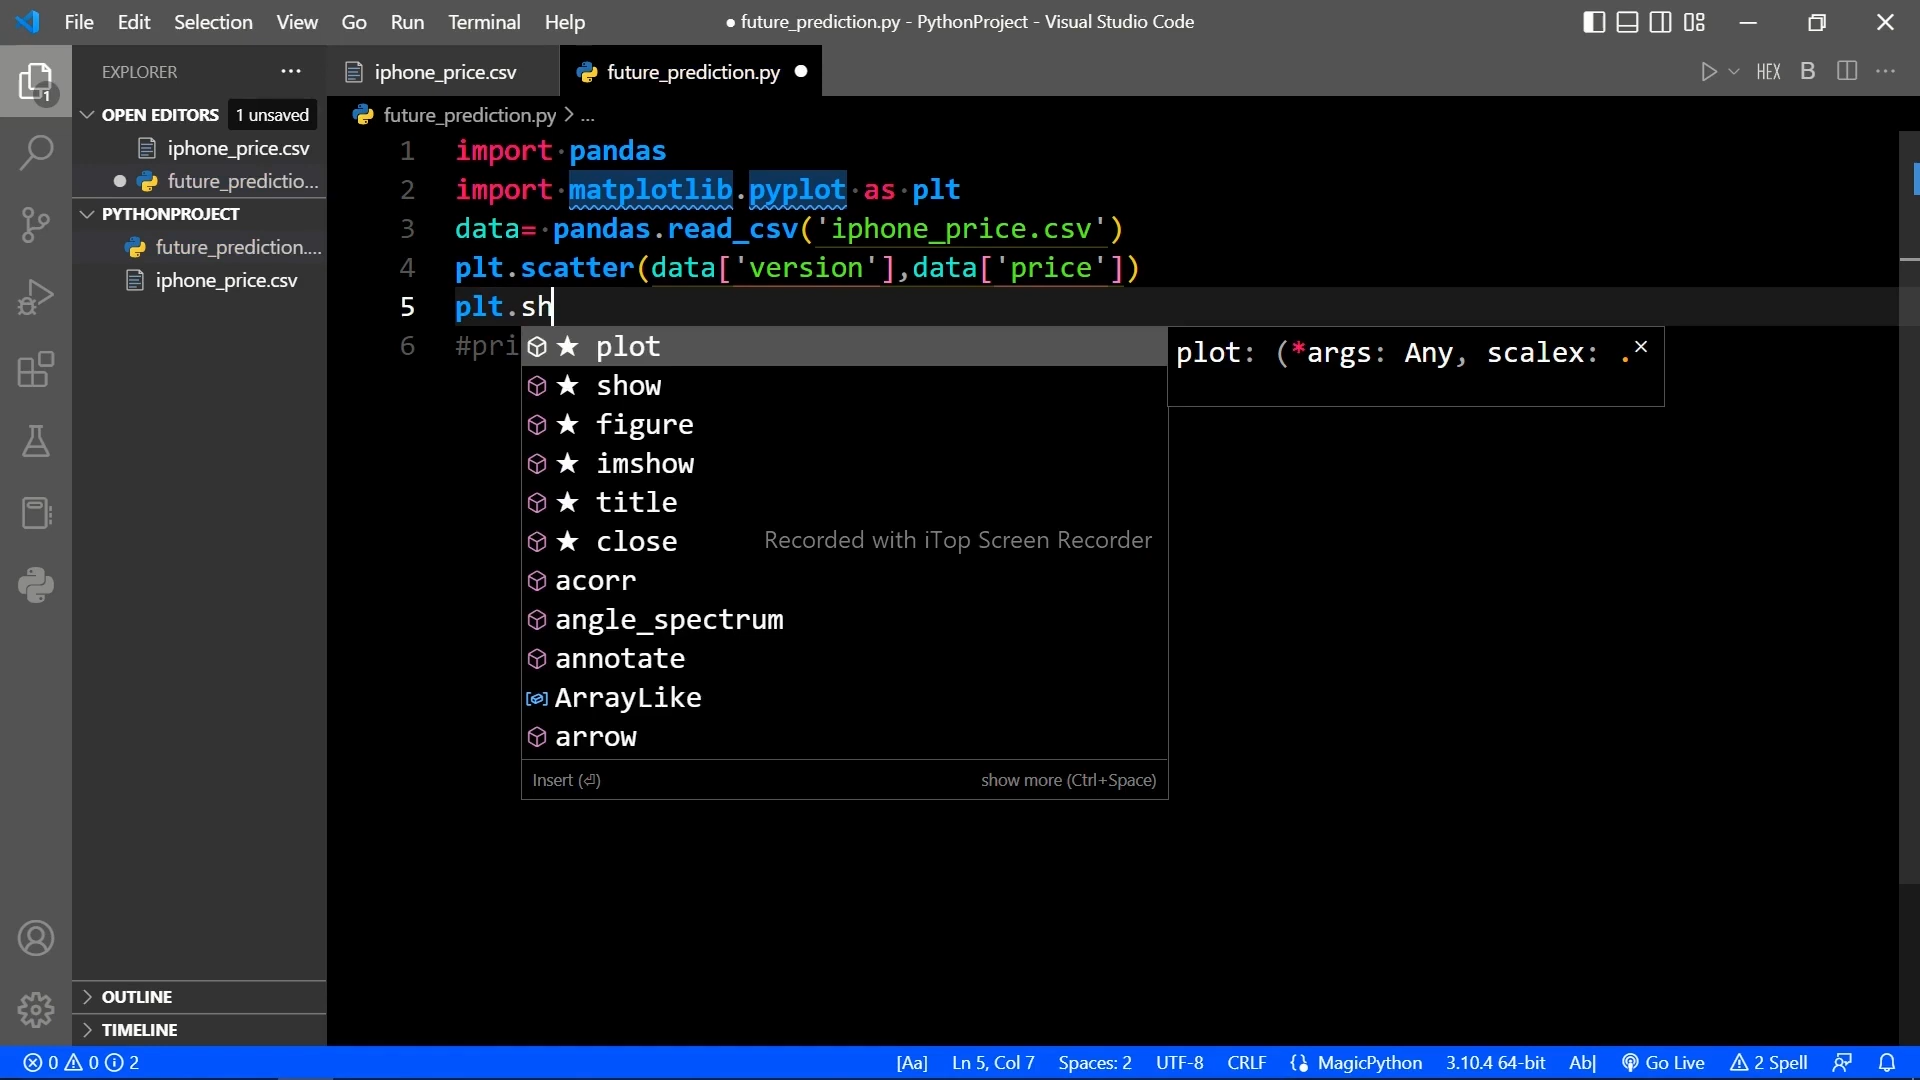 File Edit Selection View Go Run Terminal Help
● future_prediction.py - PythonProject - Visual Studio Code
EXPLORER
iphone_price.csv
future_prediction.py
HEX B
OPEN EDITORS 1 unsaved
iphone_price.csv
future_predictio...
PYTHONPROJECT
future_prediction....
iphone_price.csv
OUTLINE
TIMELINE
future_prediction.py > ...
1 import pandas
2 import matplotlib.pyplot as plt
3 data= pandas.read_csv('iphone_price.csv')
4 plt.scatter(data['version'],data['price'])
5 plt.sh
6 #pri
★ plot
★ show
★ figure
★ imshow
★ title
★ close
acorr
angle_spectrum
annotate
ArrayLike
arrow
Insert (⏎) show more (Ctrl+Space)
plot: (*args: Any, scalex: .
Recorded with iTop Screen Recorder
1
0 0 2
[Aa] Ln 5, Col 7 Spaces: 2 UTF-8 CRLF {} MagicPython 3.10.4 64-bit Ab| Go Live 2 Spell